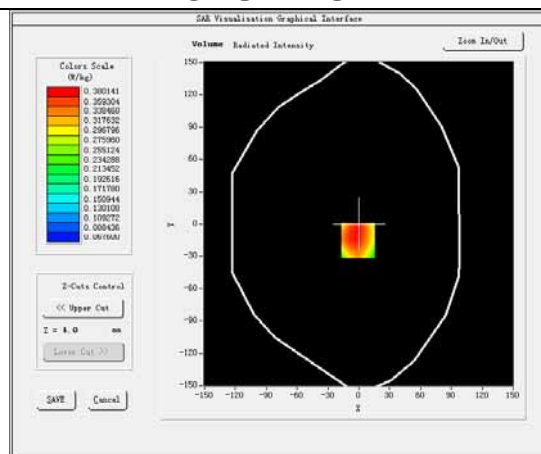 SAR Visualisation Graphical Interface
Volume Radiated Intensity
Zoom In/Out
Colors Scale
(W/kg)
0.380141
0.359304
0.338460
0.317632
0.296796
0.275960
0.255124
0.234288
0.213452
0.192616
0.171780
0.150944
0.130108
0.109272
0.088436
0.067600
Z-Cuts Control
<< Upper Cut
Z = 4.0 mm
Lower Cut >>
SAVE
Cancel
150
120
90
60
30
0
-30
-60
-90
-120
-150
Y
-150 -120 -90 -60 -30 0 30 60 90 120 150
X